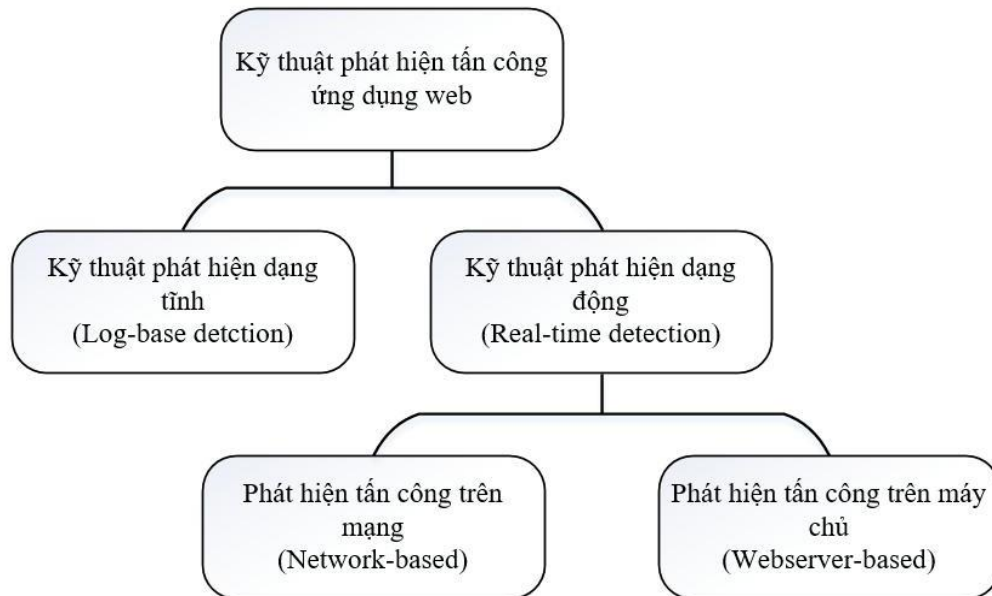 Kỹ thuật phát hiện tấn công
ứng dụng web
Kỹ thuật phát hiện dạng
tĩnh
(Log-base detction)
Kỹ thuật phát hiện dạng
động
(Real-time detection)
Phát hiện tấn công trên
mạng
(Network-based)
Phát hiện tấn công trên máy
chủ
(Webserver-based)